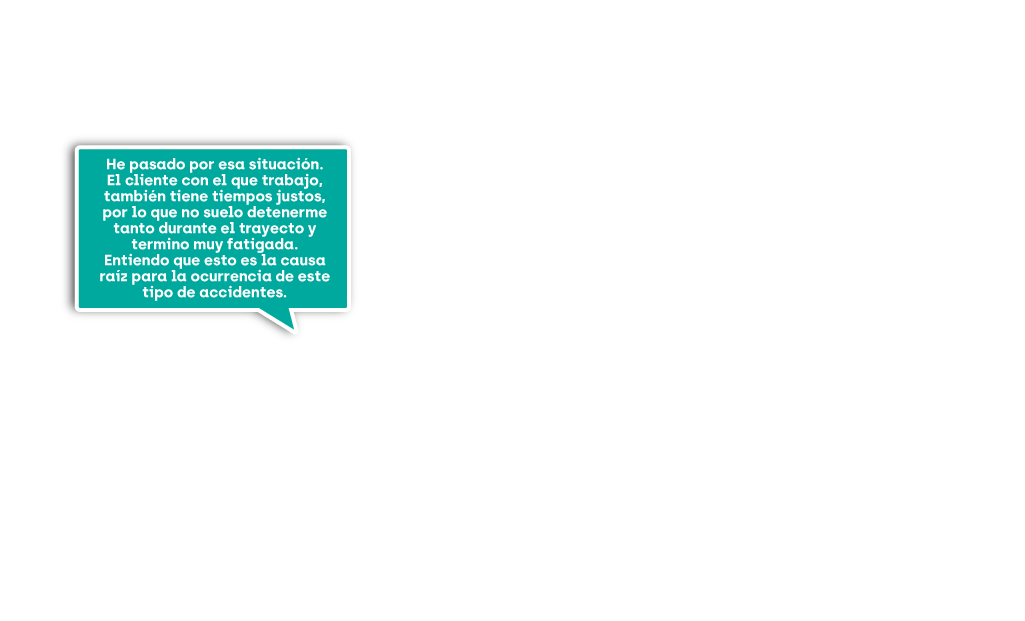 He pasado por esa situación.
El cliente con el que trabajo,
también tiene tiempos justos,
por lo que no suelo detenerme
tanto durante el trayecto y
termino muy fatigada.
Entiendo que esto es la causa
raíz para la ocurrencia de este
tipo de accidentes.